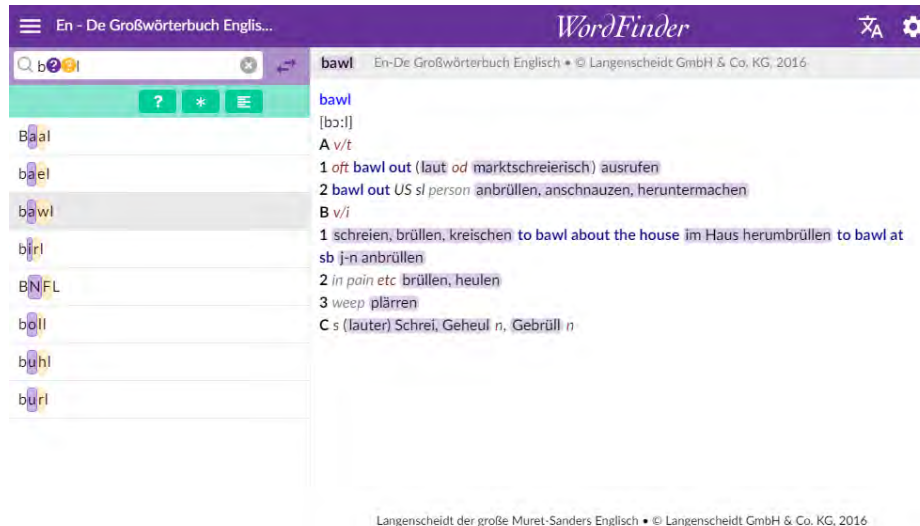 En - De Großwörterbuch Englis...
WordFinder
b??l
? *
Baal
bael
bawl
birl
BNFL
boll
buhl
burl
bawl En-De Großwörterbuch Englisch • © Langenscheidt GmbH & Co. KG, 2016
bawl
[bɔːl]
A v/t
1 oft bawl out (laut od marktschreierisch) ausrufen
2 bawl out US sl person anbrüllen, anschnauzen, heruntermachen
B v/i
1 schreien, brüllen, kreischen to bawl about the house im Haus herumbrüllen to bawl at
sb j-n anbrüllen
2 in pain etc brüllen, heulen
3 weep plärren
C s (lauter) Schrei, Geheul n, Gebrüll n
Langenscheidt der große Muret-Sanders Englisch • © Langenscheidt GmbH & Co. KG, 2016